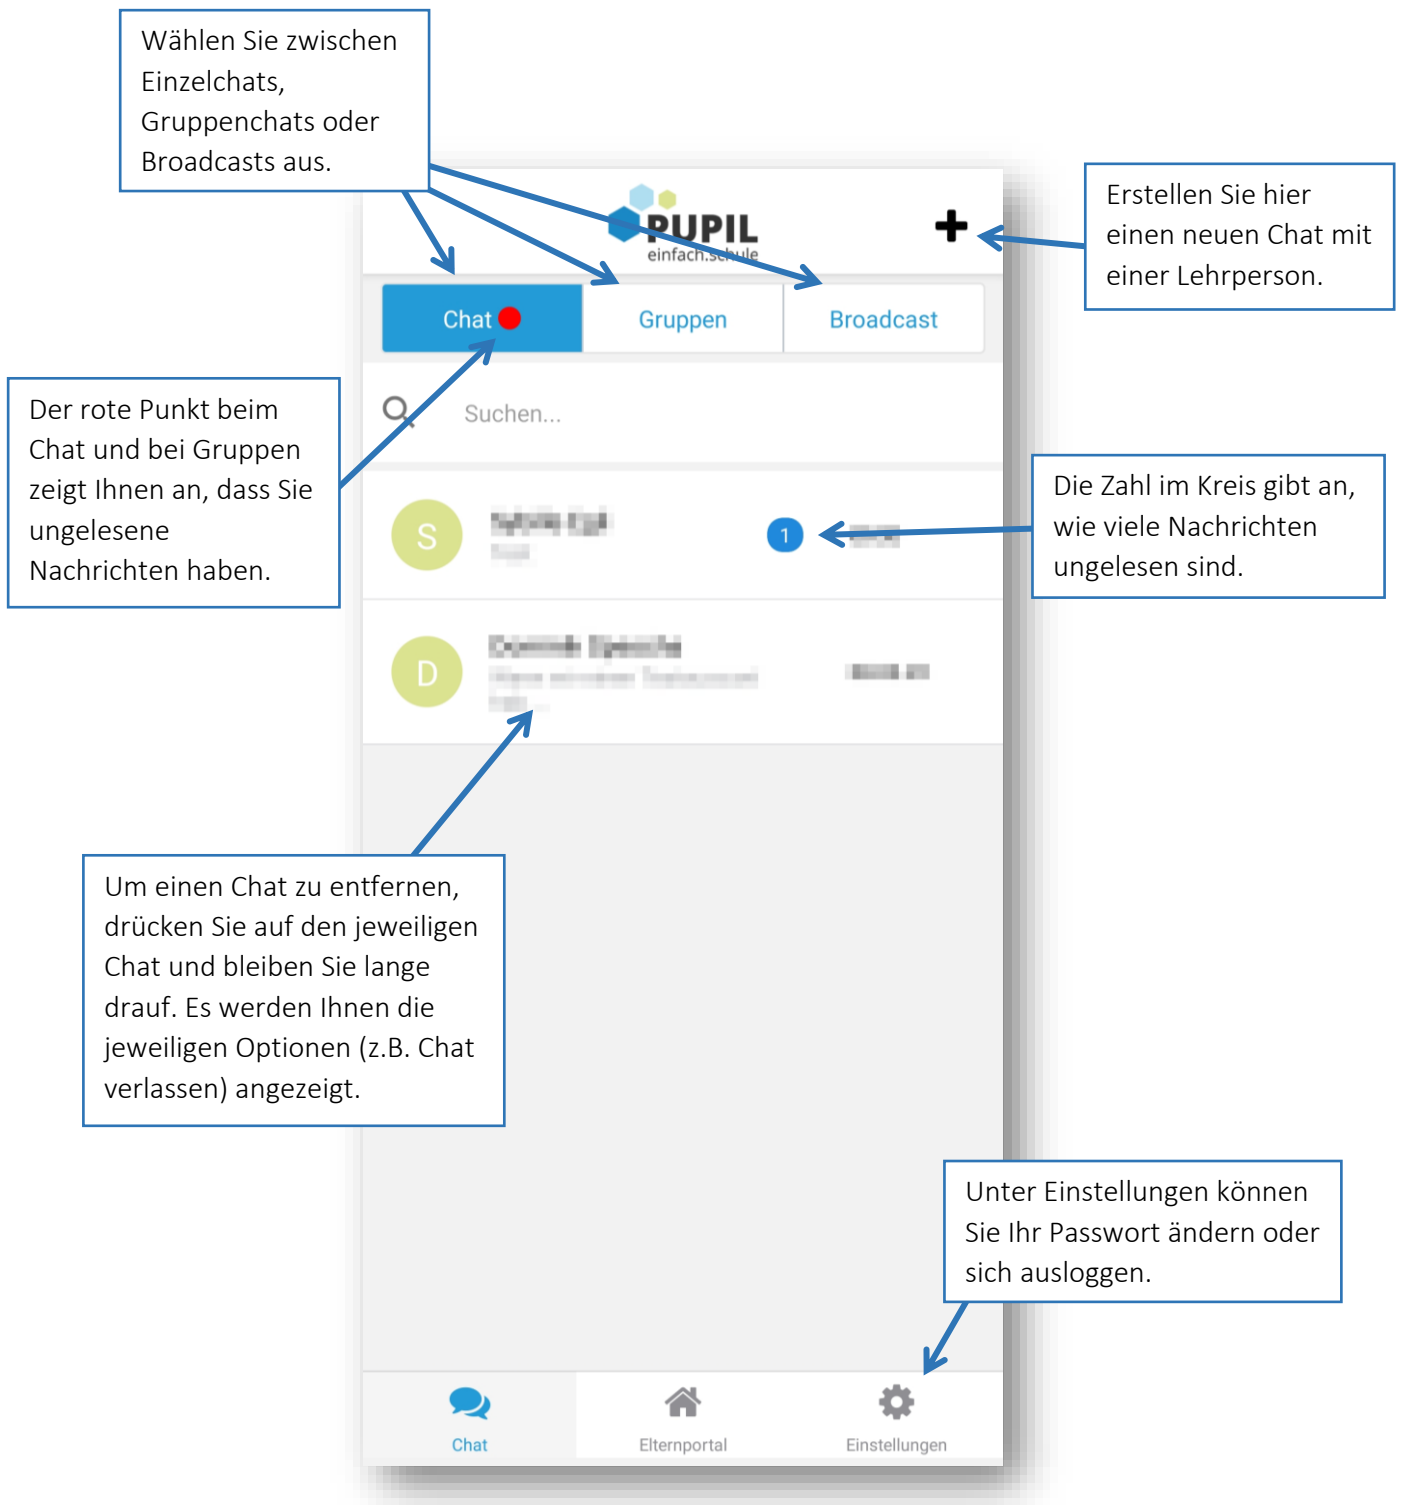 Wählen Sie zwischen
Einzelchats,
Gruppenchats oder
Broadcasts aus.
PUPIL
einfach.schule
Erstellen Sie hier
einen neuen Chat mit
einer Lehrperson.
Chat
Gruppen
Broadcast
Der rote Punkt beim
Chat und bei Gruppen
zeigt Ihnen an, dass Sie
ungelesene
Nachrichten haben.
Suchen...
Die Zahl im Kreis gibt an,
wie viele Nachrichten
ungelesen sind.
S
1
D
Um einen Chat zu entfernen,
drücken Sie auf den jeweiligen
Chat und bleiben Sie lange
drauf. Es werden Ihnen die
jeweiligen Optionen (z.B. Chat
verlassen) angezeigt.
Unter Einstellungen können
Sie Ihr Passwort ändern oder
sich ausloggen.
Chat
Elternportal
Einstellungen